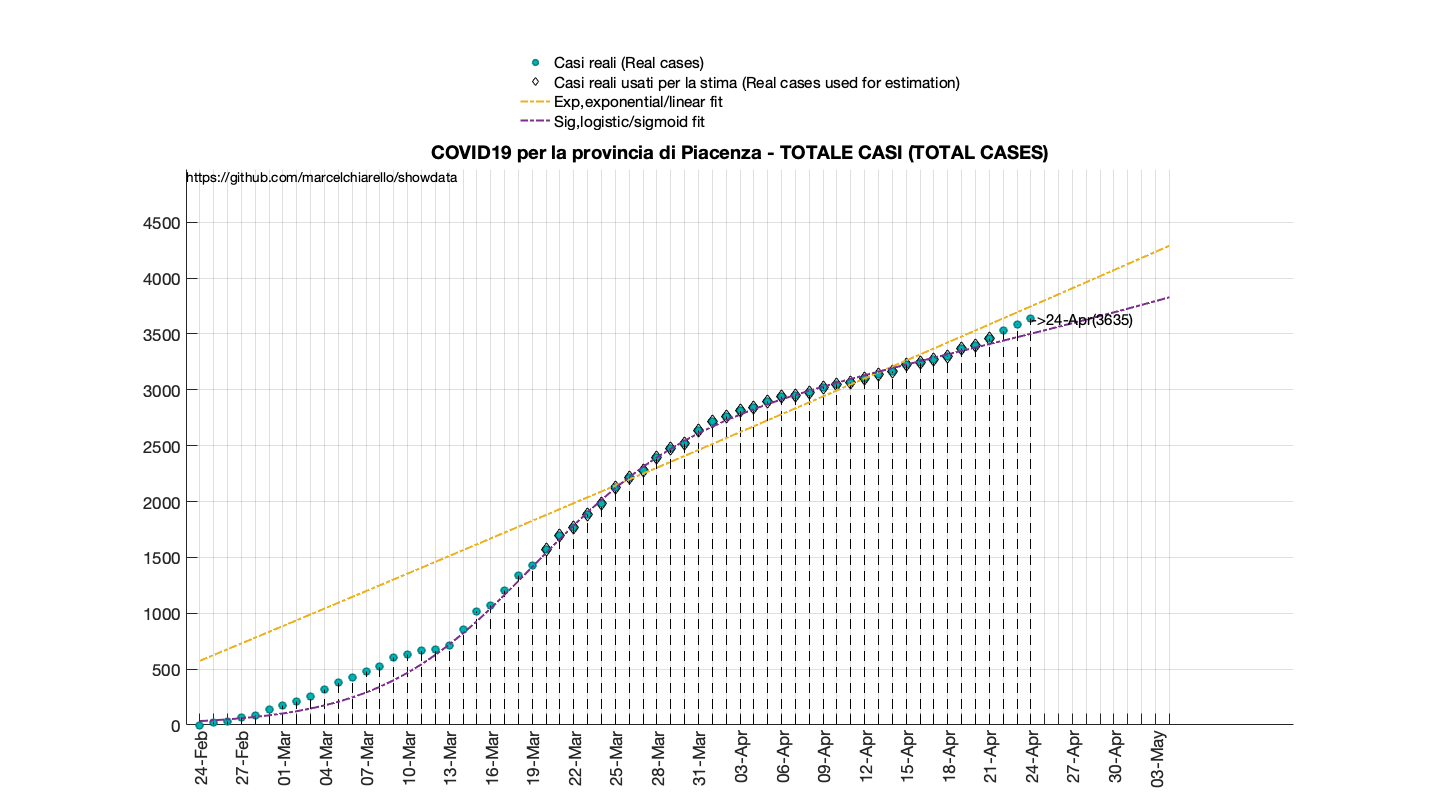 Casi reali (Real cases)
Casi reali usati per la stima (Real cases used for estimation)
Exp,exponential/linear fit
Sig,logistic/sigmoid fit
COVID19 per la provincia di Piacenza - TOTALE CASI (TOTAL CASES)
https://github.com/marcelchiarello/showdata
4500
4000
3500
3000
2500
2000
1500
1000
500
0
->24-Apr(3635)
24-Feb
27-Feb
01-Mar
04-Mar
07-Mar
10-Mar
13-Mar
16-Mar
19-Mar
22-Mar
25-Mar
28-Mar
31-Mar
03-Apr
06-Apr
09-Apr
12-Apr
15-Apr
18-Apr
21-Apr
24-Apr
27-Apr
30-Apr
03-May